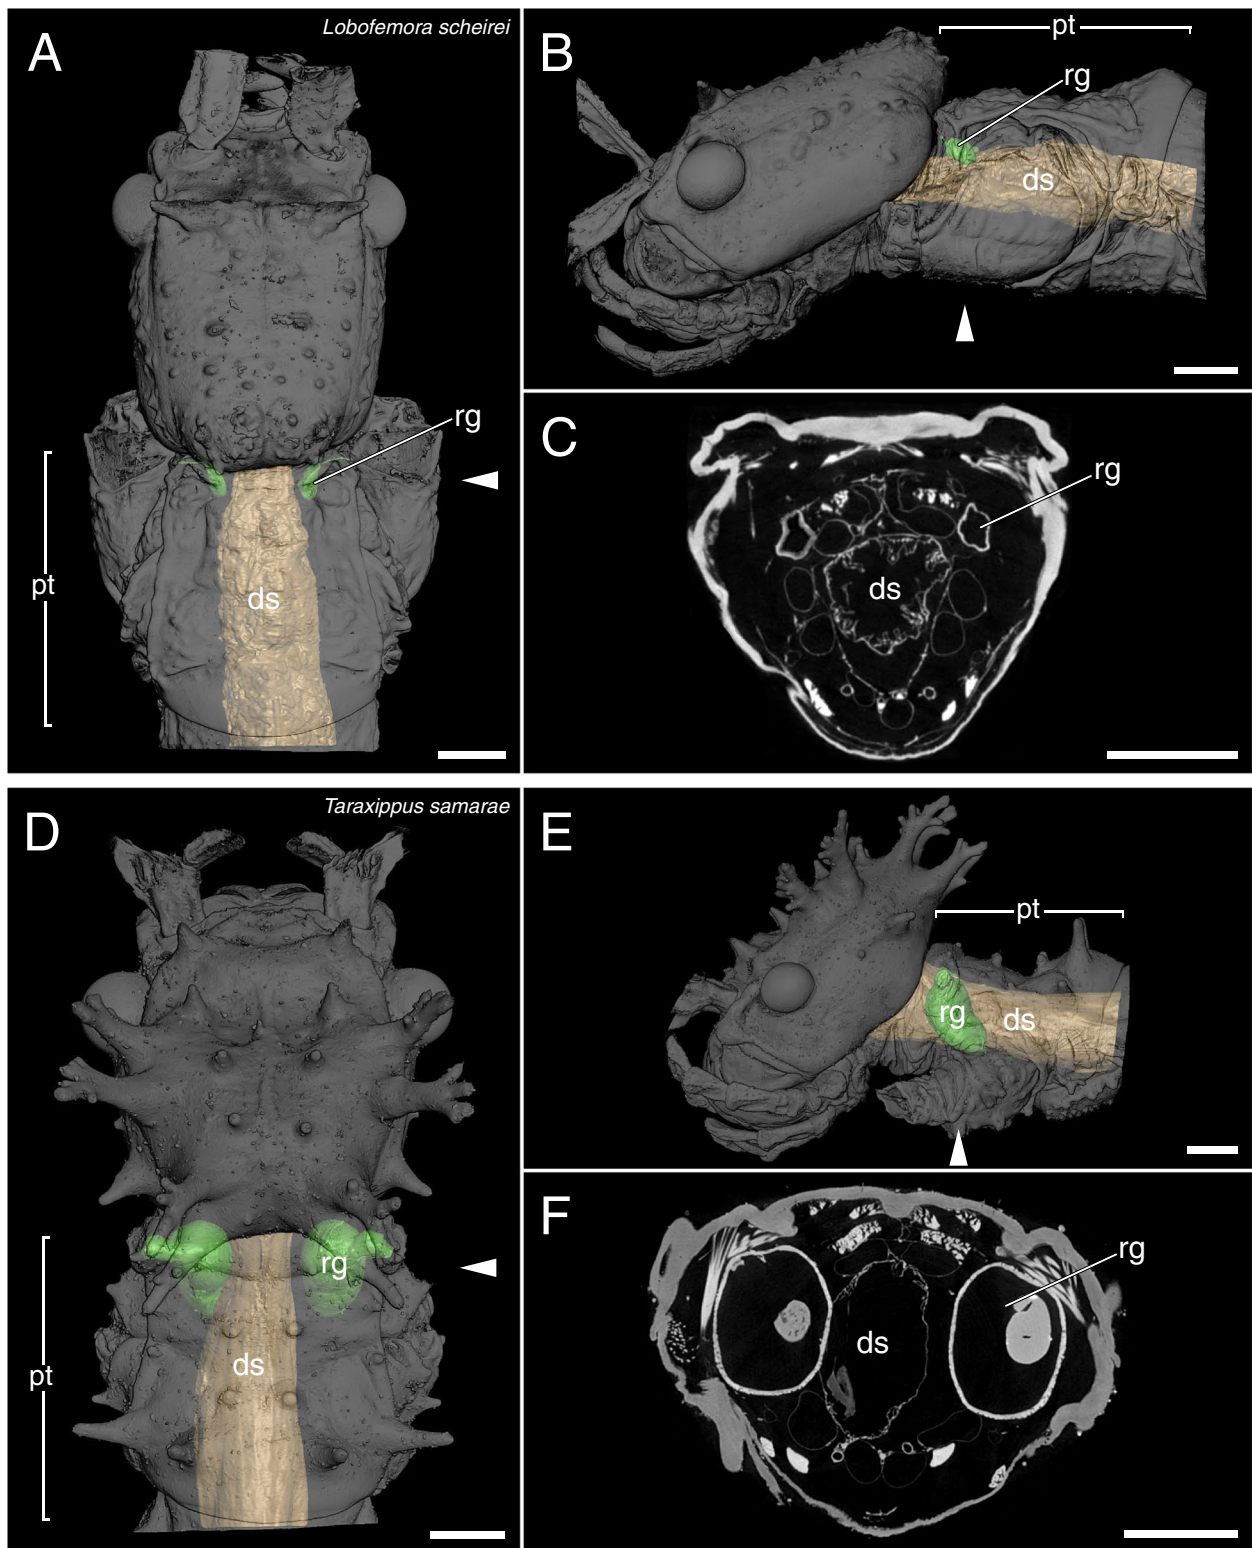 A
Lobofemora scheirei
rg
pt
ds
B
pt
rg
ds
C
rg
ds
D
Taraxippus samarae
rg
pt
ds
E
pt
rg
ds
F
rg
ds